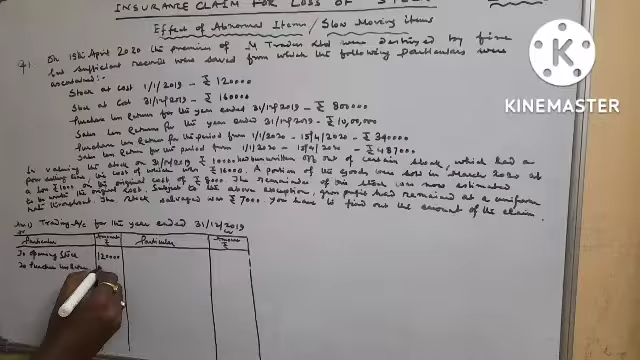 INSURANCE CLAIM FOR LOSS OF STOCK
Effect of Abnormal Items / Slow Moving items
On 15th April 2020 the premises of M Traders Ltd were destroyed by fire
but sufficient records were saved from which the following particulars were
ascertained:-
Stock at cost 1/1/2019 - ₹ 120000
Stock at Cost 31/12/2019 - ₹ 160000
Purchase less Return for the year ended 31/12/2019 - ₹ 800000
Sales less Returns for the year ended 31/12/2019 - ₹ 10,00,000
Purchase less Return for the period from 1/1/2020 - 15/4/2020 - ₹ 340000
Sales less Return for the period from 1/1/2020 - 15/4/2020 - ₹ 487000
In valuing the stock on 31/12/2019 ₹ 10000 had been written off out of certain stock, which had a
poor selling line, the cost of which was ₹ 16000. A portion of the goods were sold in March 2020 at
a loss ₹ 1000 on the original cost of ₹ 8000. The remainder of this stock was now estimated
to be worth the original cost. Subject to the above exception, gross profit had remained at a uniform
rate throughout. The stock salvaged was ₹ 7000 you have to find out the amount of the claim.
Ans:) Trading A/c for the year ended 31/12/2019
Dr Cr
Particular Amount ₹ Particular Amount ₹
To opening Stock 120000
To Purchase less Return
K
KINEMASTER